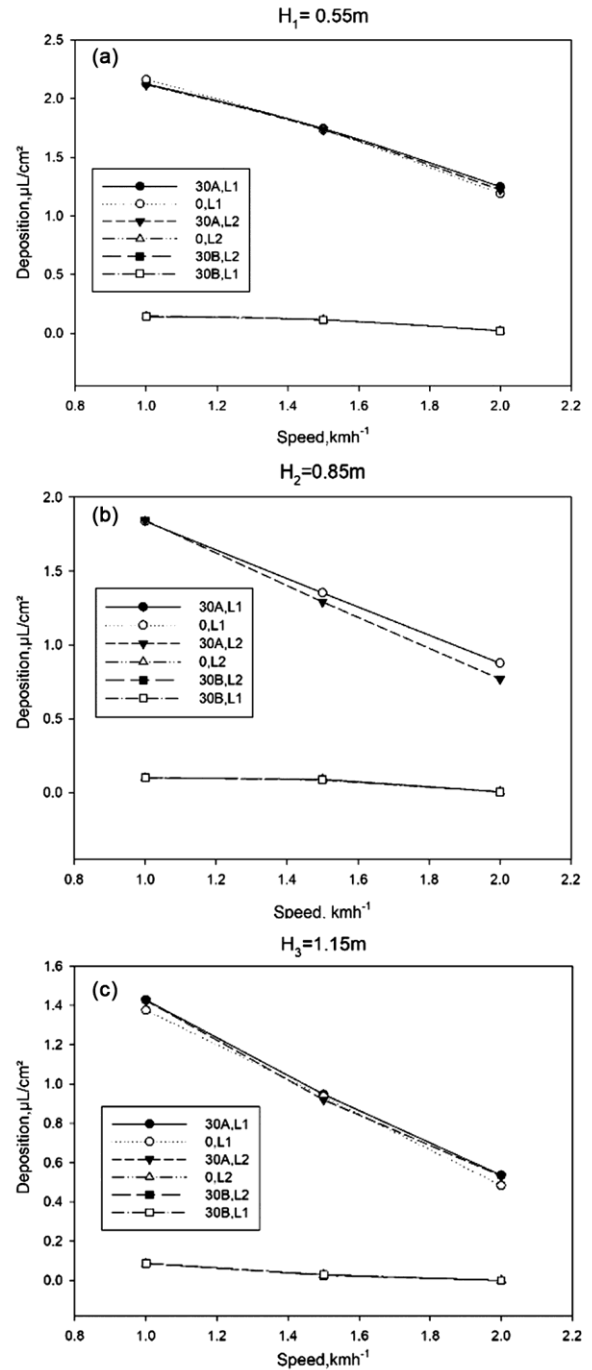 H₁= 0.55m
(a)
2.5
2.0
1.5
1.0
0.5
0.0
Deposition,µL/cm²
30A,L1
0,L1
30A,L2
0,L2
30B,L2
30B,L1
0.8 1.0 1.2 1.4 1.6 1.8 2.0 2.2
Speed,kmh⁻¹
H₂=0.85m
(b)
2.0
1.5
1.0
0.5
0.0
Deposition,µL/cm²
30A,L1
0,L1
30A,L2
0,L2
30B,L2
30B,L1
0.8 1.0 1.2 1.4 1.6 1.8 2.0 2.2
Speed, kmh⁻¹
H₃=1.15m
(c)
1.6
1.4
1.2
1.0
0.8
0.6
0.4
0.2
0.0
Deposition,µL/cm²
30A,L1
0,L1
30A,L2
0,L2
30B,L2
30B,L1
0.8 1.0 1.2 1.4 1.6 1.8 2.0 2.2
Speed,kmh⁻¹